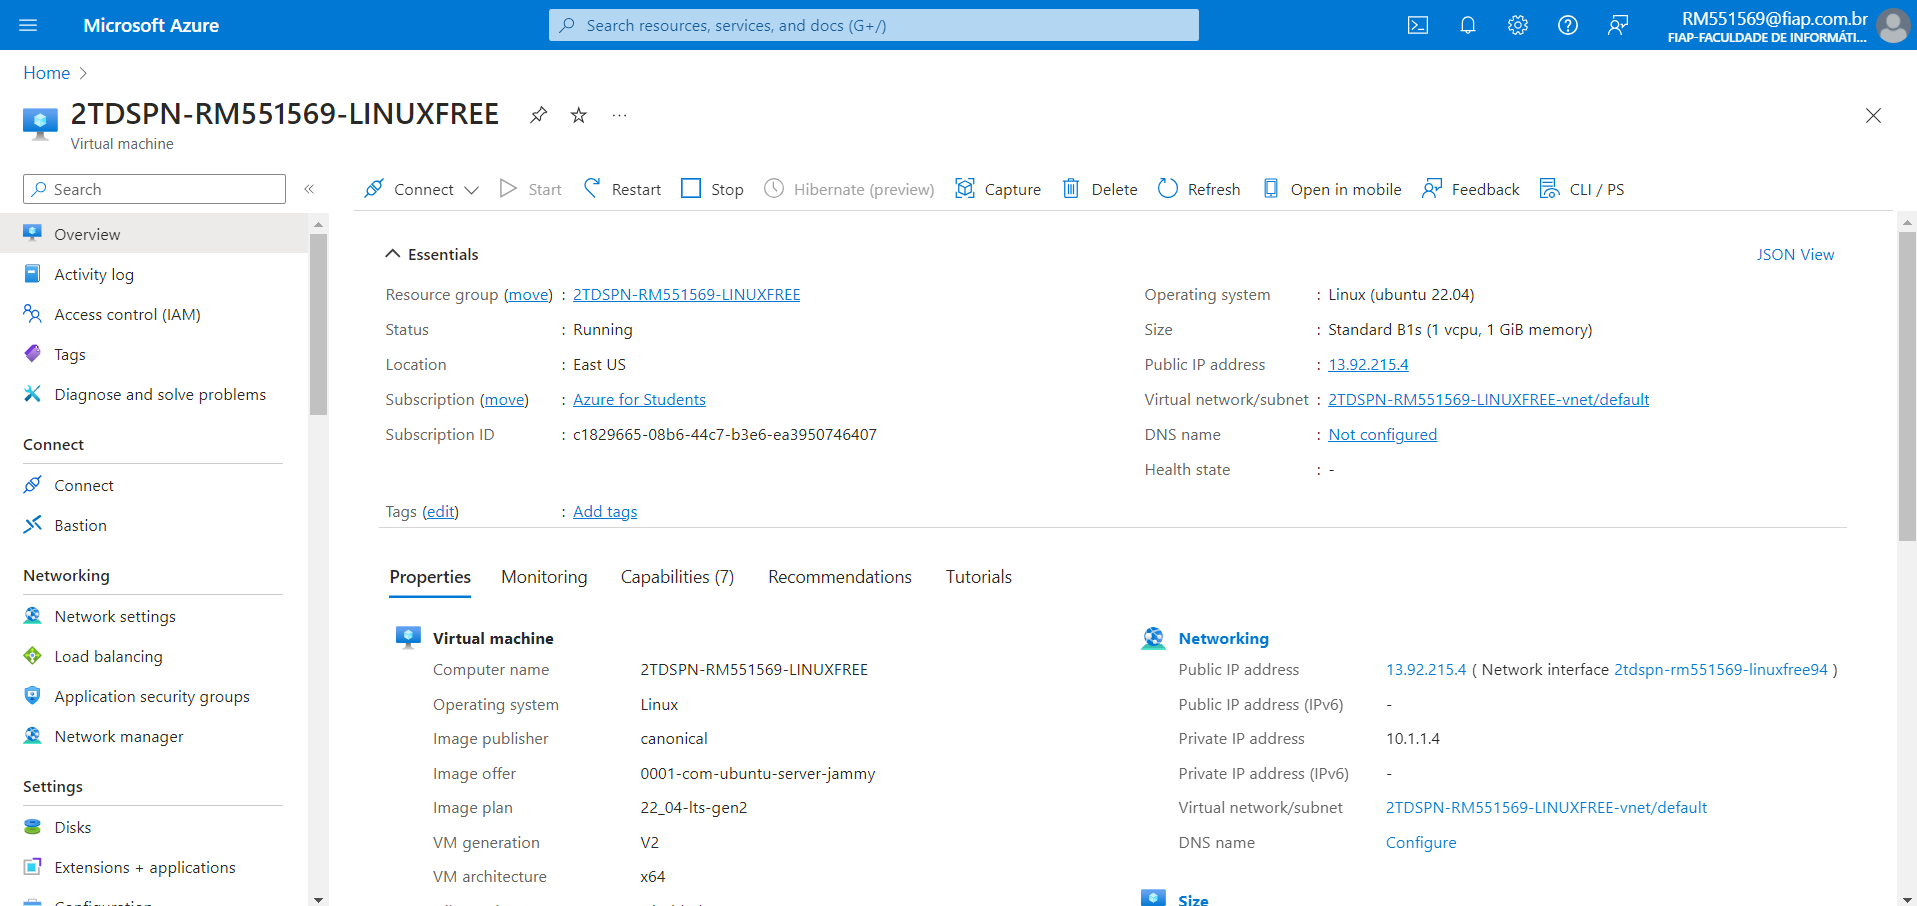 Microsoft Azure
Search resources, services, and docs (G+/)
RM551569@fiap.com.br
FIAP-FACULDADE DE INFORMÁTI...
Home
2TDSPN-RM551569-LINUXFREE
Virtual machine
Search
Connect
Start
Restart
Stop
Hibernate (preview)
Capture
Delete
Refresh
Open in mobile
Feedback
CLI / PS
Overview
Activity log
Access control (IAM)
Tags
Diagnose and solve problems
Connect
Connect
Bastion
Networking
Network settings
Load balancing
Application security groups
Network manager
Settings
Disks
Extensions + applications
Configuration
Essentials
JSON View
Resource group (move) : 2TDSPN-RM551569-LINUXFREE
Status : Running
Location : East US
Subscription (move) : Azure for Students
Subscription ID : c1829665-08b6-44c7-b3e6-ea3950746407
Operating system : Linux (ubuntu 22.04)
Size : Standard B1s (1 vcpu, 1 GiB memory)
Public IP address : 13.92.215.4
Virtual network/subnet : 2TDSPN-RM551569-LINUXFREE-vnet/default
DNS name : Not configured
Health state : -
Tags (edit) : Add tags
Properties
Monitoring
Capabilities (7)
Recommendations
Tutorials
Virtual machine
Computer name 2TDSPN-RM551569-LINUXFREE
Operating system Linux
Image publisher canonical
Image offer 0001-com-ubuntu-server-jammy
Image plan 22_04-lts-gen2
VM generation V2
VM architecture x64
Networking
Public IP address 13.92.215.4 ( Network interface 2tdspn-rm551569-linuxfree94 )
Public IP address (IPv6) -
Private IP address 10.1.1.4
Private IP address (IPv6) -
Virtual network/subnet 2TDSPN-RM551569-LINUXFREE-vnet/default
DNS name Configure
Size